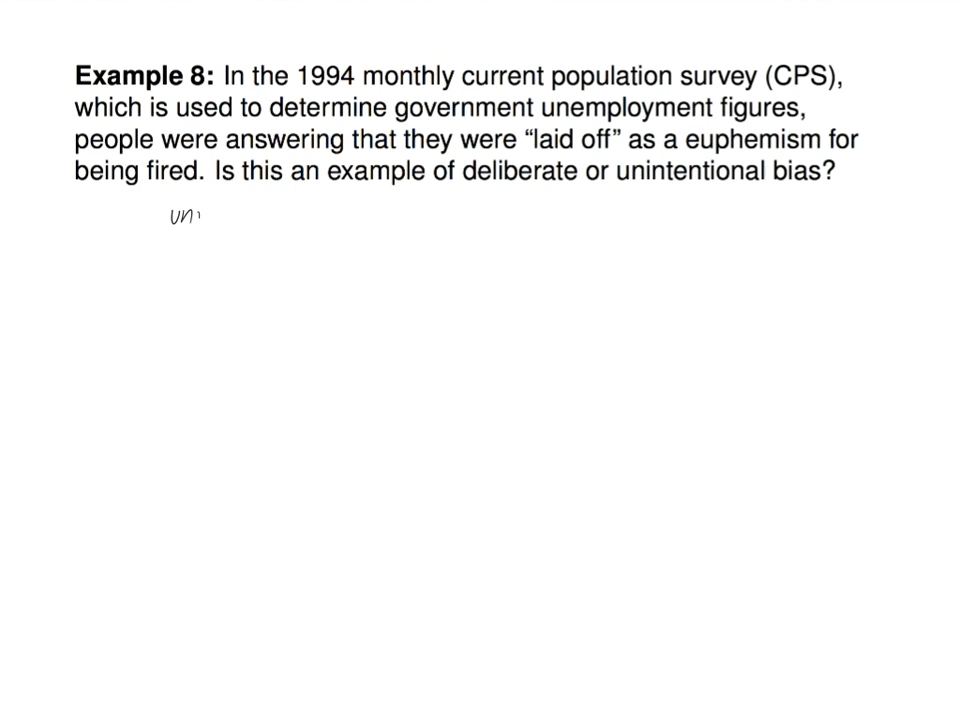 Example 8: In the 1994 monthly current population survey (CPS),
which is used to determine government unemployment figures,
people were answering that they were “laid off” as a euphemism for
being fired. Is this an example of deliberate or unintentional bias?
uni